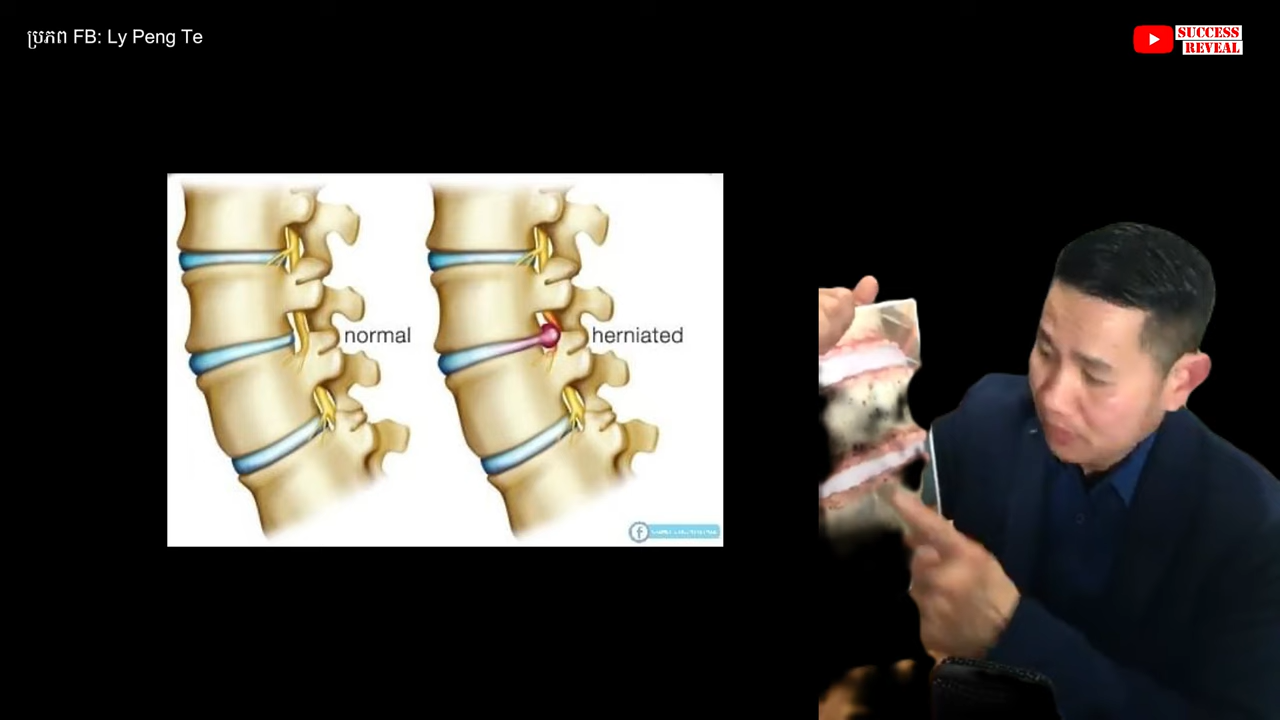 ប្រភព FB: Ly Peng Te
SUCCESS
REVEAL
normal
herniated